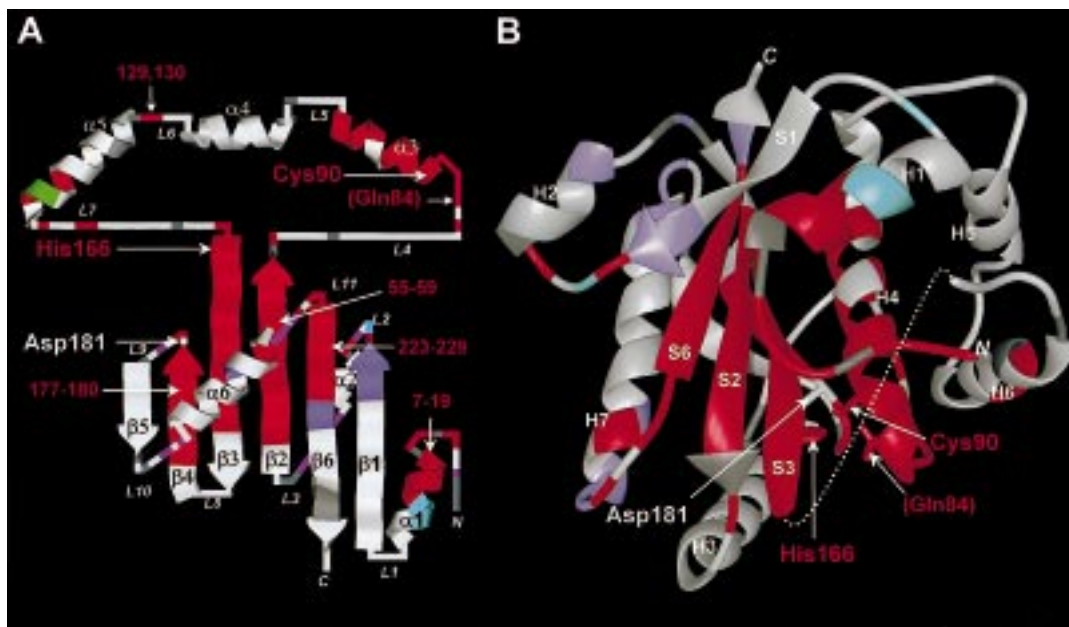 A
129,130
α5
L6
α4
L5
α3
Cys90
(Gln84)
L7
L4
His166
L11
55-59
Asp181
L9
L2
223-229
177-180
α6
α2
7-19
β5
β4
β3
β2
β6
β1
L10
L8
L3
α1
N
C
L1
B
C
S1
H2
H1
H5
H4
S6
S2
N
H6
H7
S3
Cys90
Asp181
(Gln84)
H3
His166